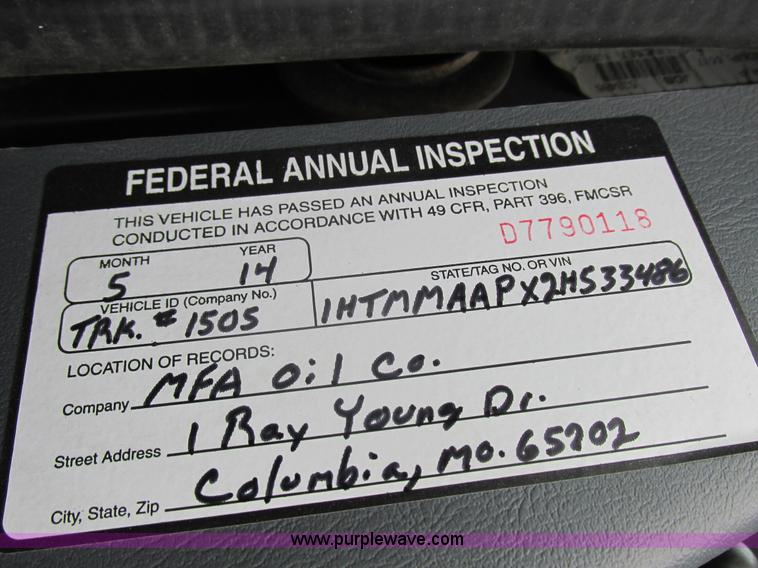 FEDERAL ANNUAL INSPECTION
THIS VEHICLE HAS PASSED AN ANNUAL INSPECTION
CONDUCTED IN ACCORDANCE WITH 49 CFR, PART 396, FMCSR
D7790118
MONTH YEAR
5 14
STATE/TAG NO. OR VIN
1HTMMAAPX2H533486
VEHICLE ID (Company No.)
TRK. # 1505
LOCATION OF RECORDS:
Company MFA Oil Co.
Street Address 1 Ray Young Dr.
City, State, Zip Columbia, Mo. 65202
www.purplewave.com